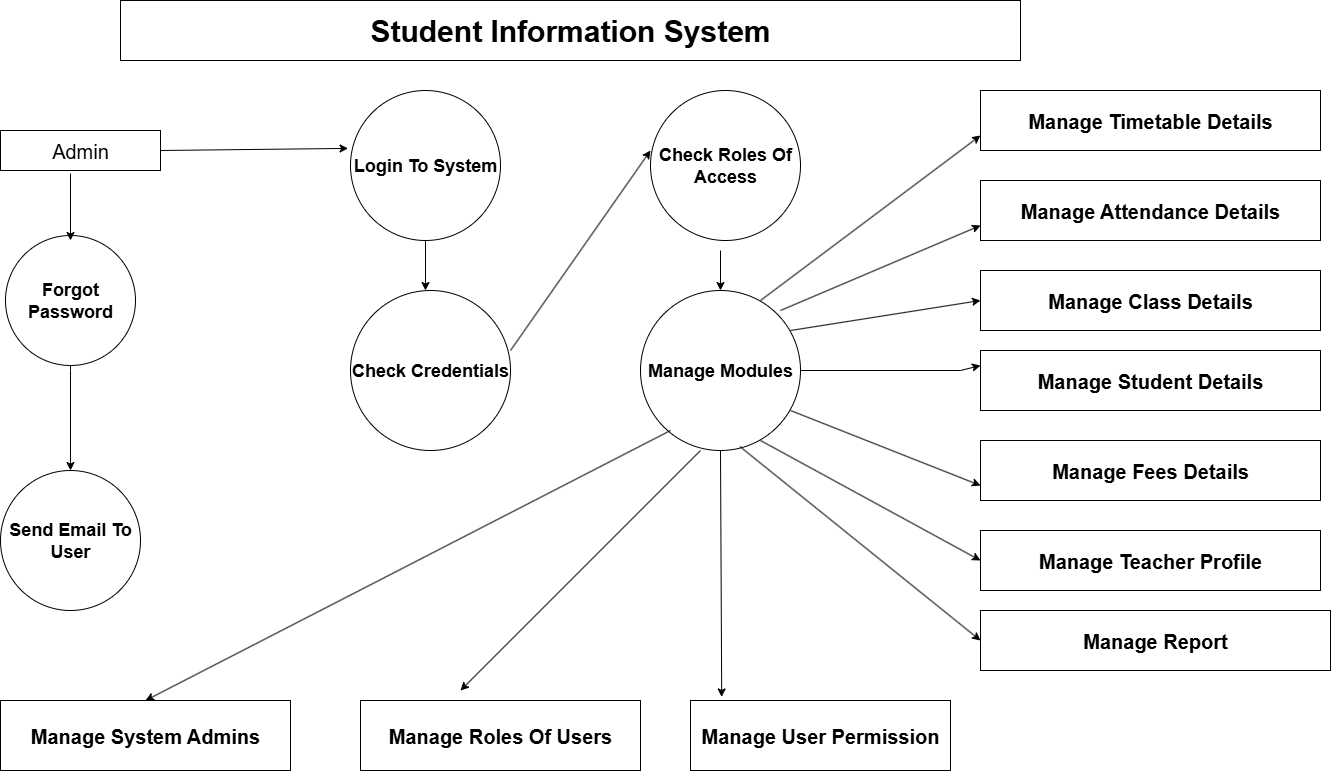 Student Information System
Admin
Login To System
Check Roles Of
Access
Manage Timetable Details
Manage Attendance Details
Forgot
Password
Check Credentials
Manage Modules
Manage Class Details
Manage Student Details
Manage Fees Details
Send Email To
User
Manage Teacher Profile
Manage Report
Manage System Admins
Manage Roles Of Users
Manage User Permission